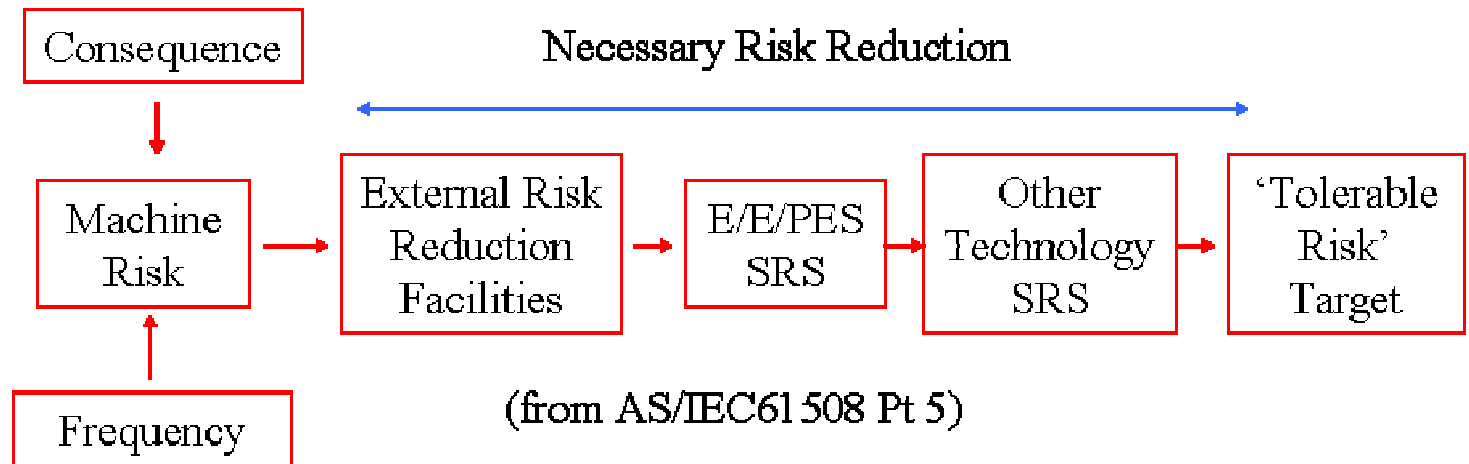 Consequence
Necessary Risk Reduction
Machine
Risk
External Risk
Reduction
Facilities
E/E/PES
SRS
Other
Technology
SRS
‘Tolerable
Risk’
Target
Frequency
(from AS/IEC61508 Pt 5)